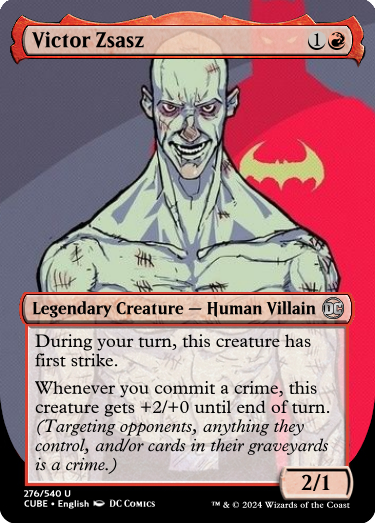 Victor Zsasz 1
Legendary Creature — Human Villain DC
During your turn, this creature has
first strike.
Whenever you commit a crime, this
creature gets +2/+0 until end of turn.
(Targeting opponents, anything they
control, and/or cards in their graveyards
is a crime.)
2/1
276/540 U
CUBE • English DC COMICS ™ & © 2024 Wizards of the Coast